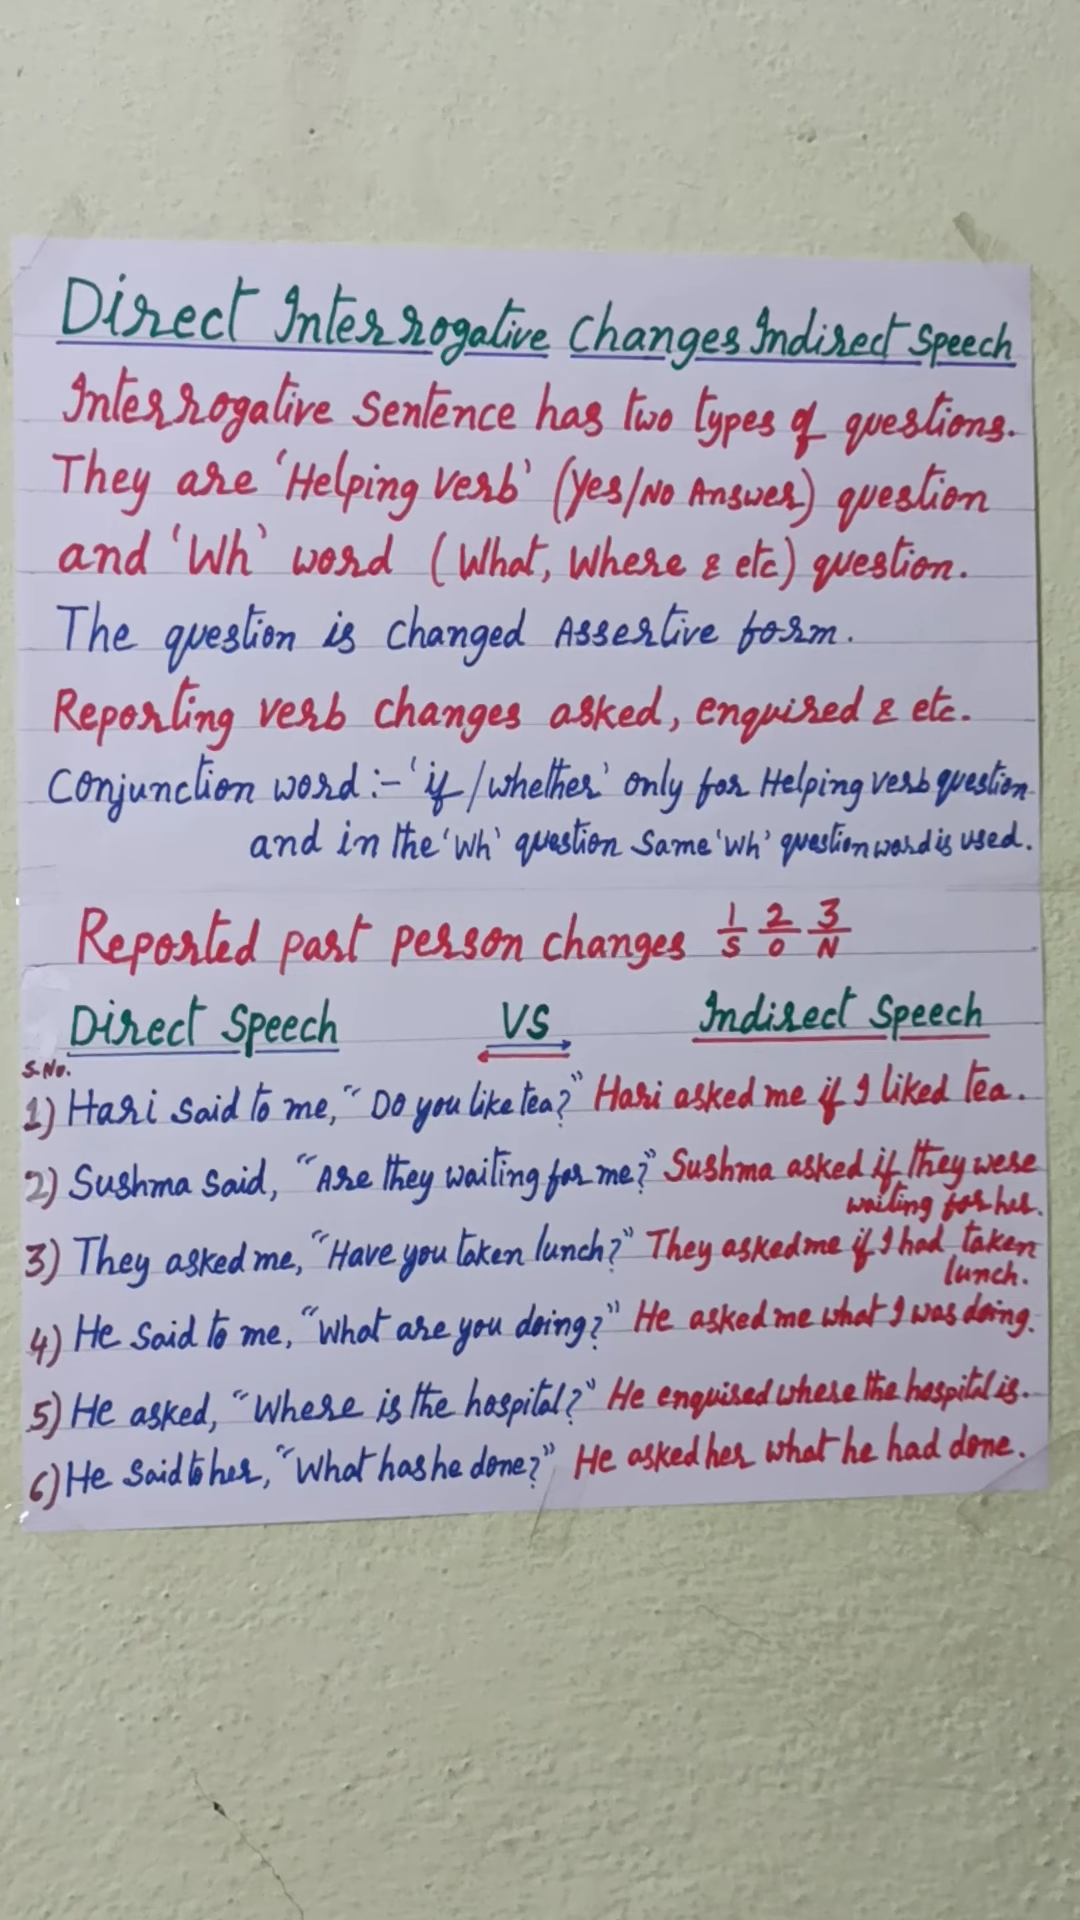 Direct Interrogative Changes Indirect Speech
Interrogative Sentence has two types of questions.
They are 'Helping verb' (Yes/No Answer) question
and 'Wh' word (What, Where & etc) question.
The question is changed Assertive form.
Reporting verb changes asked, enquired & etc.
Conjunction word :- 'if/whether' only for Helping verb question
and in the 'Wh' question Same 'Wh' question word is used.
Reported part person changes 1/S 2/O 3/N
Direct Speech VS Indirect Speech
S.No.
1) Hari said to me, "Do you like tea?" Hari asked me if I liked tea.
2) Sushma said, "Are they waiting for me?" Sushma asked if they were
waiting for her.
3) They asked me, "Have you taken lunch?" They asked me if I had taken
lunch.
4) He said to me, "What are you doing?" He asked me what I was doing.
5) He asked, "Where is the hospital?" He enquired where the hospital is.
6) He said to her, "What has he done?" He asked her what he had done.